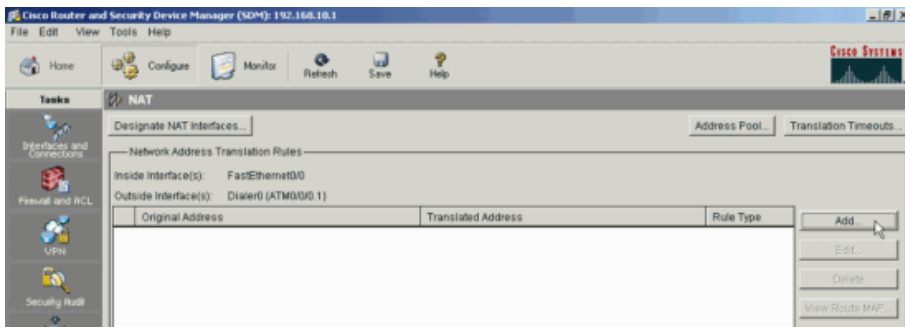 Cisco Router and Security Device Manager (SDM): 192.168.10.1
File Edit View Tools Help
Home Configure Monitor Refresh Save Help
CISCO SYSTEMS
Tasks
NAT
Designate NAT Interfaces... Address Pool... Translation Timeouts...
Interfaces and Connections
Network Address Translation Rules
Inside Interface(s): FastEthernet0/0
Outside Interface(s): Dialer0 (ATM0/0/0.1)
Firewall and ACL
Original Address Translated Address Rule Type
Add...
VPN
Edit...
Delete
Security Audit
View Route MAP...